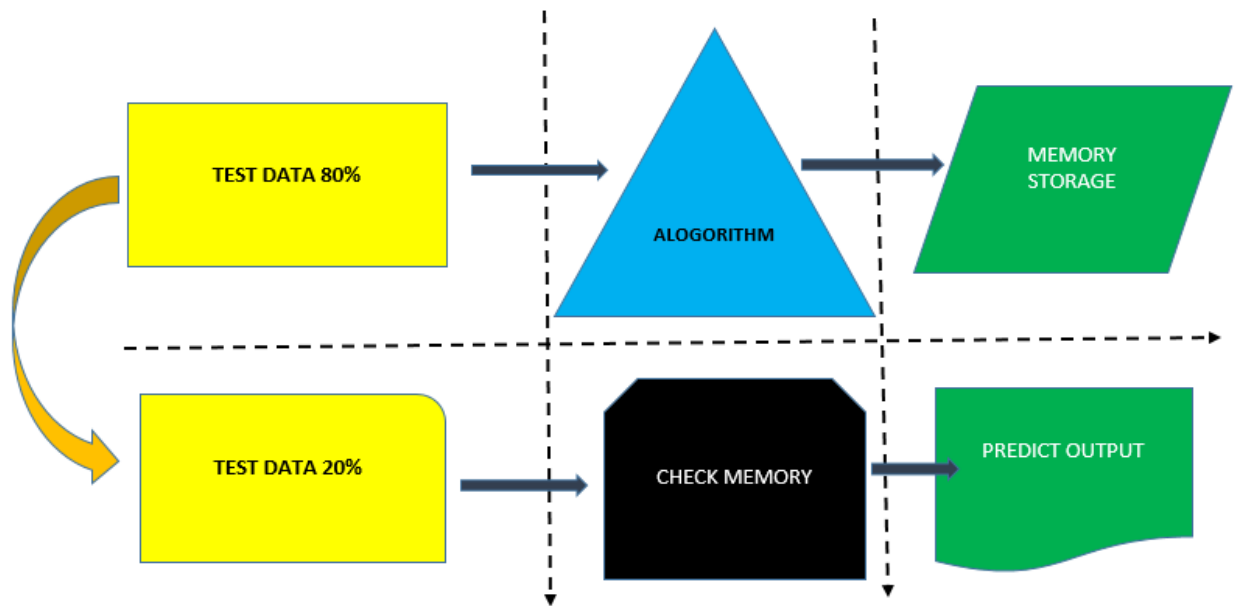 TEST DATA 80%
ALOGORITHM
MEMORY
STORAGE
TEST DATA 20%
CHECK MEMORY
PREDICT OUTPUT